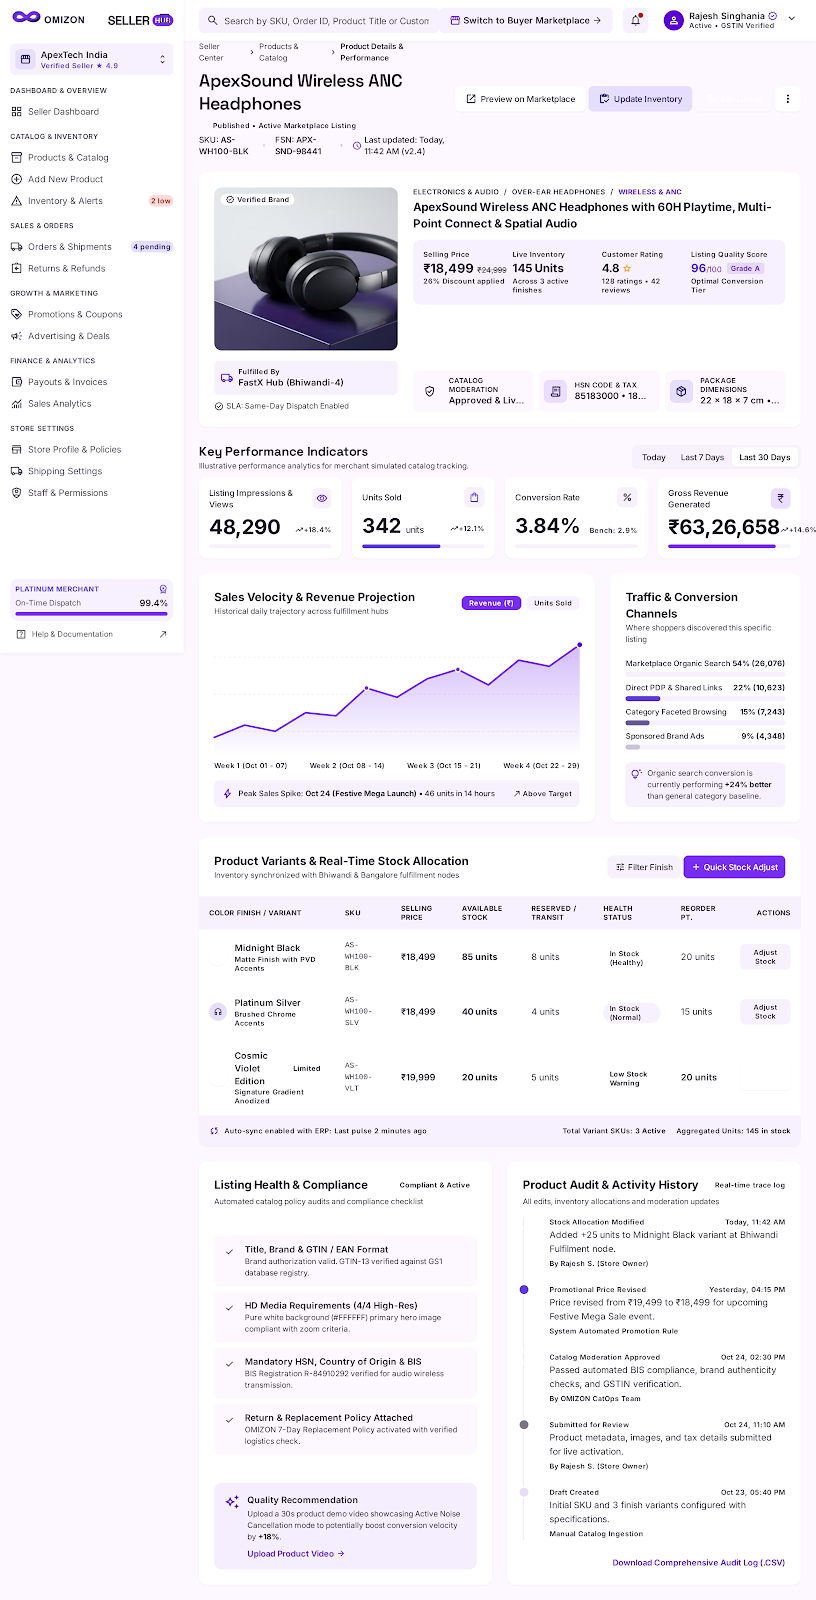 OMIZON SELLER HUB
ApexTech India
Verified Seller ★ 4.9
DASHBOARD & OVERVIEW
Seller Dashboard
CATALOG & INVENTORY
Products & Catalog
Add New Product
Inventory & Alerts 2 low
SALES & ORDERS
Orders & Shipments 4 pending
Returns & Refunds
GROWTH & MARKETING
Promotions & Coupons
Advertising & Deals
FINANCE & ANALYTICS
Payouts & Invoices
Sales Analytics
STORE SETTINGS
Store Profile & Policies
Shipping Settings
Staff & Permissions
PLATINUM MERCHANT
On-Time Dispatch 99.4%
Help & Documentation
Search by SKU, Order ID, Product Title or Custom
Switch to Buyer Marketplace →
Rajesh Singhania
Active • GSTIN Verified
Seller Center > Products & Catalog > Product Details & Performance
ApexSound Wireless ANC
Headphones
Preview on Marketplace
Update Inventory
Published • Active Marketplace Listing
SKU: AS-WH100-BLK • FSN: APX-SND-98441 • Last updated: Today, 11:42 AM (v2.4)
Verified Brand
Fulfilled By
FastX Hub (Bhiwandi-4)
SLA: Same-Day Dispatch Enabled
ELECTRONICS & AUDIO / OVER-EAR HEADPHONES / WIRELESS & ANC
ApexSound Wireless ANC Headphones with 60H Playtime, Multi-
Point Connect & Spatial Audio
Selling Price
₹18,499 ₹24,999
26% Discount applied
Live Inventory
145 Units
Across 3 active
finishes
Customer Rating
4.8
128 ratings • 42
reviews
Listing Quality Score
96/100 Grade A
Optimal Conversion
Tier
CATALOG
MODERATION
Approved & Liv...
HSN CODE & TAX
85183000 • 18...
PACKAGE
DIMENSIONS
22 × 18 × 7 cm •...
Key Performance Indicators
Illustrative performance analytics for merchant simulated catalog tracking.
Today Last 7 Days Last 30 Days
Listing Impressions &
Views
48,290 +18.4%
Units Sold
342 units +12.1%
Conversion Rate
3.84% Bench: 2.9%
Gross Revenue
Generated
₹63,26,658 +14.6%
Sales Velocity & Revenue Projection
Historical daily trajectory across fulfillment hubs
Revenue (₹) Units Sold
Week 1 (Oct 01 - 07) Week 2 (Oct 08 - 14) Week 3 (Oct 15 - 21) Week 4 (Oct 22 - 29)
Peak Sales Spike: Oct 24 (Festive Mega Launch) • 46 units in 14 hours Above Target
Traffic & Conversion
Channels
Where shoppers discovered this specific
listing
Marketplace Organic Search 54% (26,076)
Direct PDP & Shared Links 22% (10,623)
Category Faceted Browsing 15% (7,243)
Sponsored Brand Ads 9% (4,348)
Organic search conversion is
currently performing +24% better
than general category baseline.
Product Variants & Real-Time Stock Allocation
Inventory synchronized with Bhiwandi & Bangalore fulfillment nodes
Filter Finish
+ Quick Stock Adjust
COLOR FINISH / VARIANT SKU SELLING PRICE AVAILABLE STOCK RESERVED / TRANSIT HEALTH STATUS REORDER PT. ACTIONS
Midnight Black Matte Finish with PVD Accents AS-WH100-BLK ₹18,499 85 units 8 units In Stock (Healthy) 20 units Adjust Stock
Platinum Silver Brushed Chrome Accents AS-WH100-SLV ₹18,499 40 units 4 units In Stock (Normal) 15 units Adjust Stock
Cosmic Violet Edition Limited Signature Gradient Anodized AS-WH100-VLT ₹19,999 20 units 5 units Low Stock Warning 20 units
Auto-sync enabled with ERP: Last pulse 2 minutes ago Total Variant SKUs: 3 Active Aggregated Units: 145 in stock
Listing Health & Compliance Compliant & Active
Automated catalog policy audits and compliance checklist
Title, Brand & GTIN / EAN Format
Brand authorization valid. GTIN-13 verified against GS1
database registry.
HD Media Requirements (4/4 High-Res)
Pure white background (#FFFFFF) primary hero image
compliant with zoom criteria.
Mandatory HSN, Country of Origin & BIS
BIS Registration R-84910292 verified for audio wireless
transmission.
Return & Replacement Policy Attached
OMIZON 7-Day Replacement Policy activated with verified
logistics check.
Quality Recommendation
Upload a 30s product demo video showcasing Active Noise
Cancellation mode to potentially boost conversion velocity
by +18%.
Upload Product Video →
Product Audit & Activity History Real-time trace log
All edits, inventory allocations and moderation updates
Stock Allocation Modified Today, 11:42 AM
Added +25 units to Midnight Black variant at Bhiwandi
Fulfilment node.
By Rajesh S. (Store Owner)
Promotional Price Revised Yesterday, 04:15 PM
Price revised from ₹19,499 to ₹18,499 for upcoming
Festive Mega Sale event.
System Automated Promotion Rule
Catalog Moderation Approved Oct 24, 02:30 PM
Passed automated BIS compliance, brand authenticity
checks, and GSTIN verification.
By OMIZON CatOps Team
Submitted for Review Oct 24, 11:10 AM
Product metadata, images, and tax details submitted
for live activation.
By Rajesh S. (Store Owner)
Draft Created Oct 23, 05:40 PM
Initial SKU and 3 finish variants configured with
specifications.
Manual Catalog Ingestion
Download Comprehensive Audit Log (.CSV)